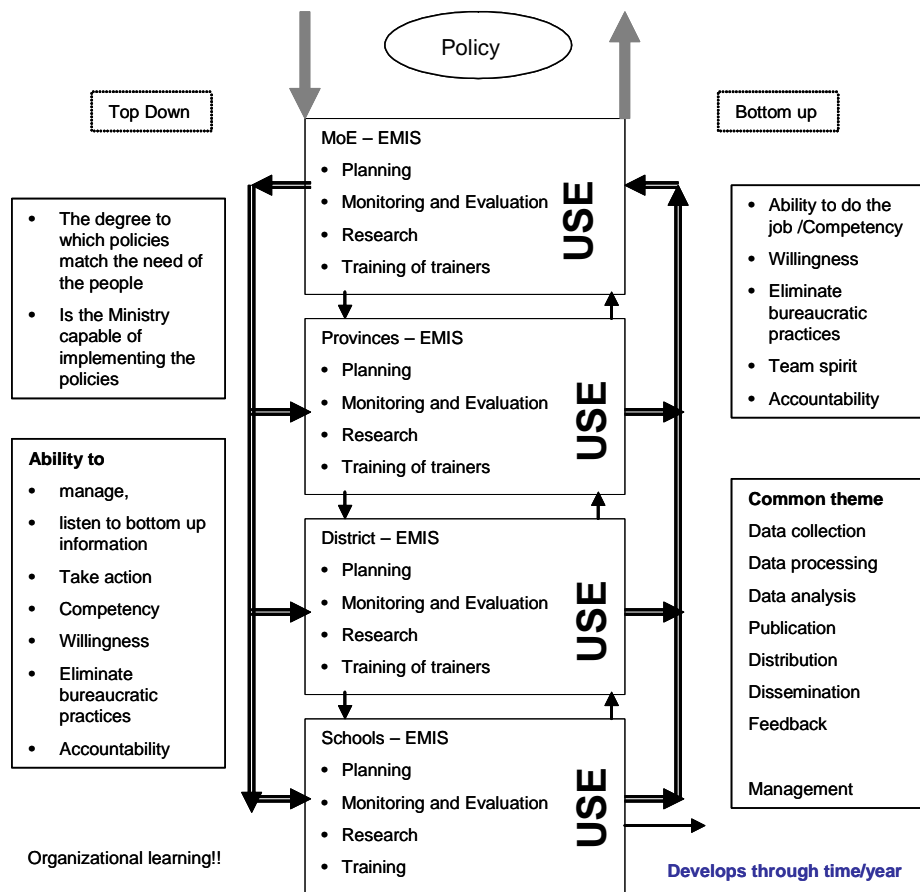 Policy
Top Down
Bottom up
MoE – EMIS
• Planning
• Monitoring and Evaluation
• Research
• Training of trainers
USE
• The degree to
which policies
match the need of
the people
• Is the Ministry
capable of
implementing the
policies
• Ability to do the
job /Competency
• Willingness
• Eliminate
bureaucratic
practices
• Team spirit
• Accountability
Provinces – EMIS
• Planning
• Monitoring and Evaluation
• Research
• Training of trainers
USE
Ability to
• manage,
• listen to bottom up
information
• Take action
• Competency
• Willingness
• Eliminate
bureaucratic
practices
• Accountability
District – EMIS
• Planning
• Monitoring and Evaluation
• Research
• Training of trainers
USE
Common theme
Data collection
Data processing
Data analysis
Publication
Distribution
Dissemination
Feedback
Management
Schools – EMIS
• Planning
• Monitoring and Evaluation
• Research
• Training
USE
Organizational learning!!
Develops through time/year